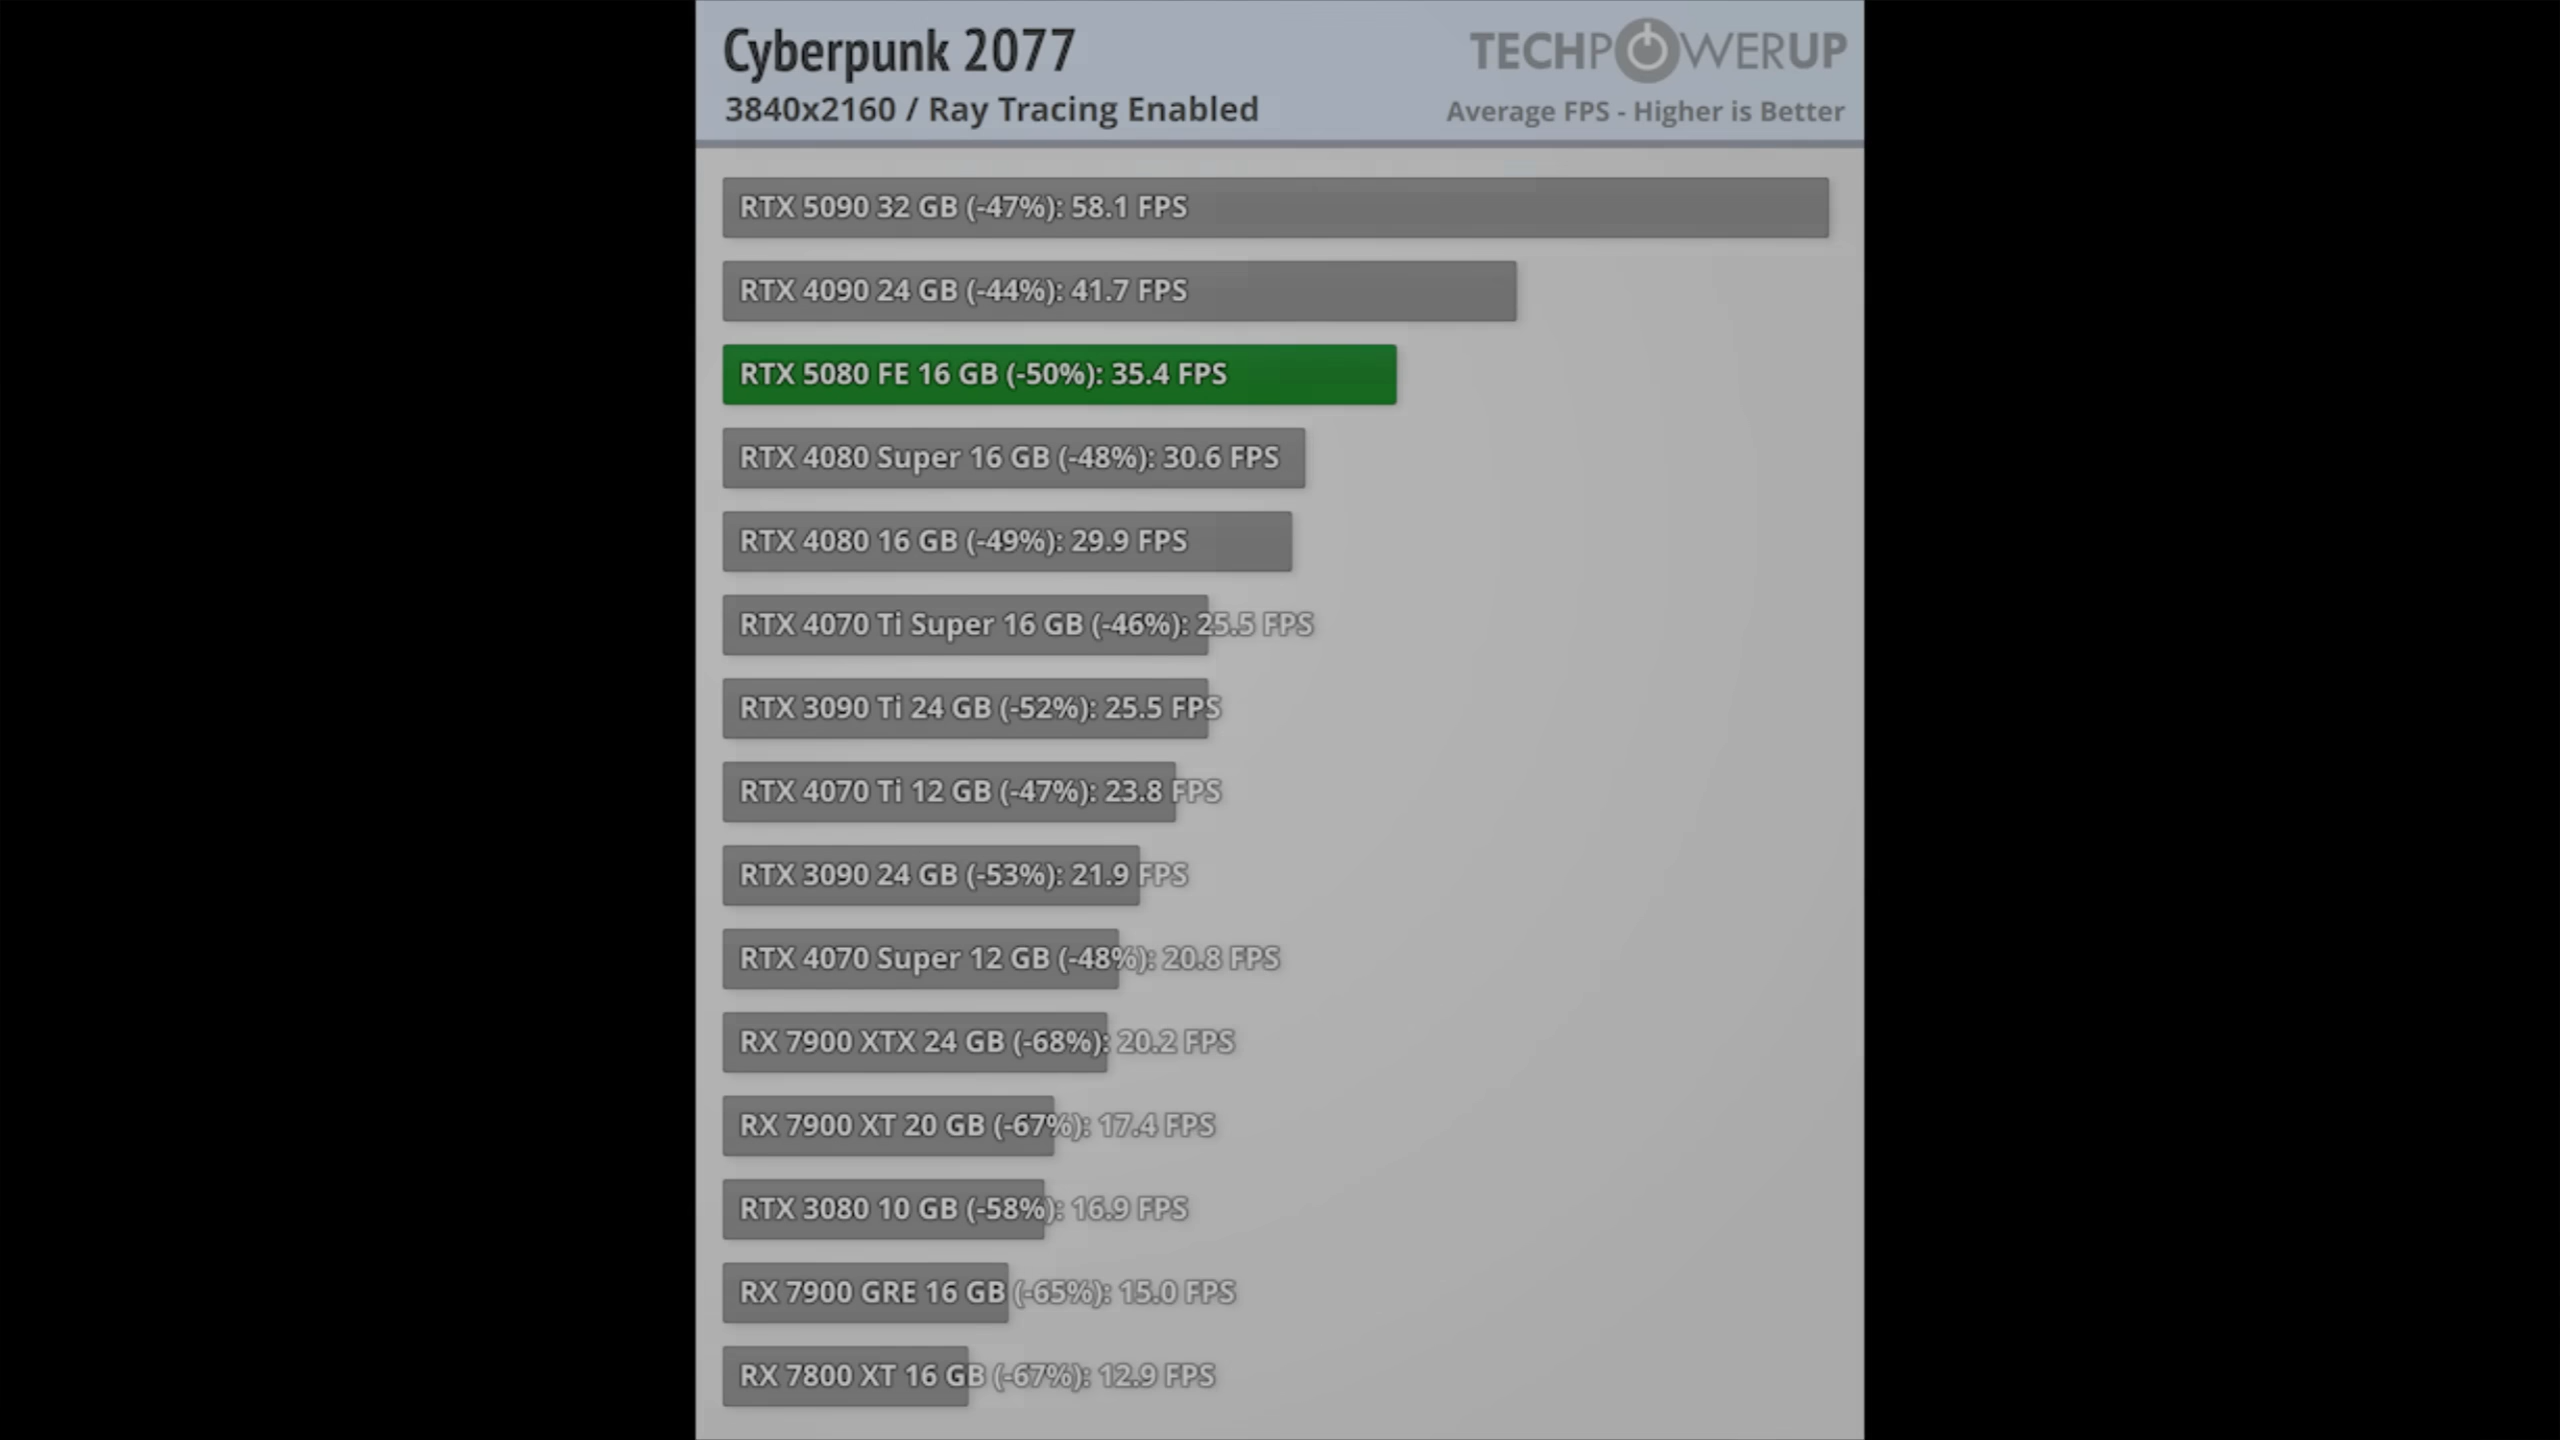 Cyberpunk 2077
TECHPOWERUP
3840x2160 / Ray Tracing Enabled
Average FPS - Higher is Better
RTX 5090 32 GB (-47%): 58.1 FPS
RTX 4090 24 GB (-44%): 41.7 FPS
RTX 5080 FE 16 GB (-50%): 35.4 FPS
RTX 4080 Super 16 GB (-48%): 30.6 FPS
RTX 4080 16 GB (-49%): 29.9 FPS
RTX 4070 Ti Super 16 GB (-46%): 25.5 FPS
RTX 3090 Ti 24 GB (-52%): 25.5 FPS
RTX 4070 Ti 12 GB (-47%): 23.8 FPS
RTX 3090 24 GB (-53%): 21.9 FPS
RTX 4070 Super 12 GB (-48%): 20.8 FPS
RX 7900 XTX 24 GB (-68%): 20.2 FPS
RX 7900 XT 20 GB (-67%): 17.4 FPS
RTX 3080 10 GB (-58%): 16.9 FPS
RX 7900 GRE 16 GB (-65%): 15.0 FPS
RX 7800 XT 16 GB (-67%): 12.9 FPS